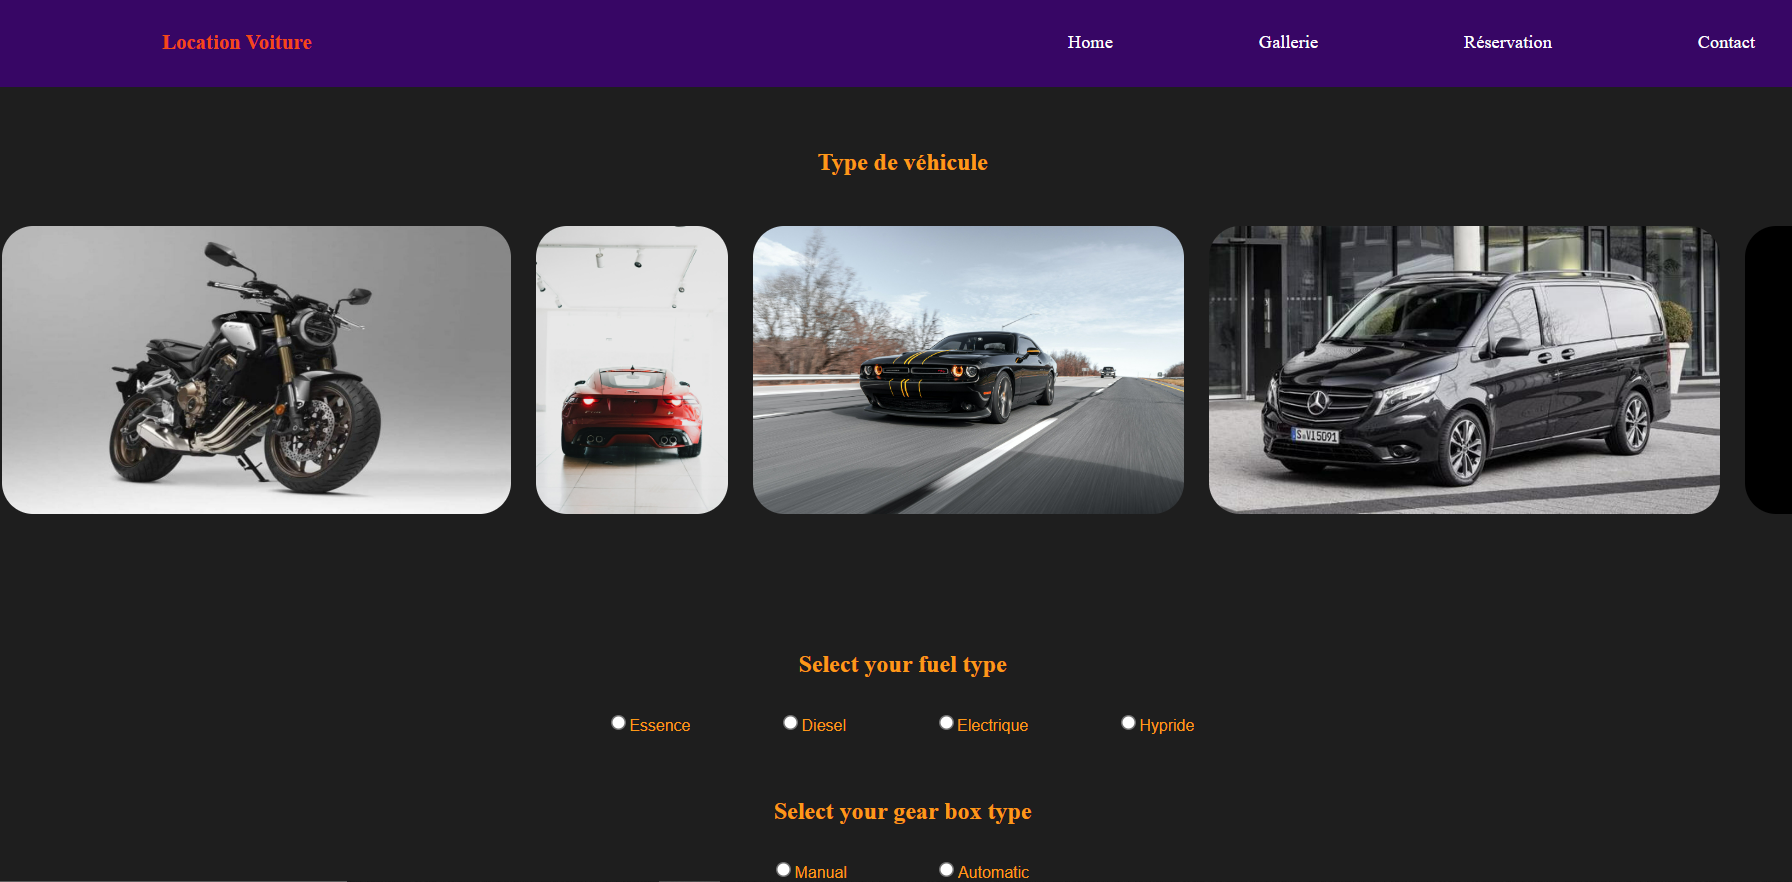 Location Voiture Home Gallerie Réservation Contact
Type de véhicule
S VI 5091
Select your fuel type
Essence Diesel Electrique Hypride
Select your gear box type
Manual Automatic